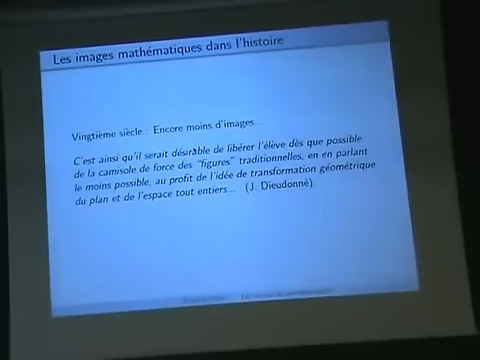 Les images mathématiques dans l'histoire
Vingtième siècle : Encore moins d'images...
C'est ainsi qu'il serait désirable de libérer l'élève dès que possible
de la camisole de force des "figures" traditionnelles, en en parlant
le moins possible, au profit de l'idée de transformation géométrique
du plan et de l'espace tout entiers... (J. Dieudonné).